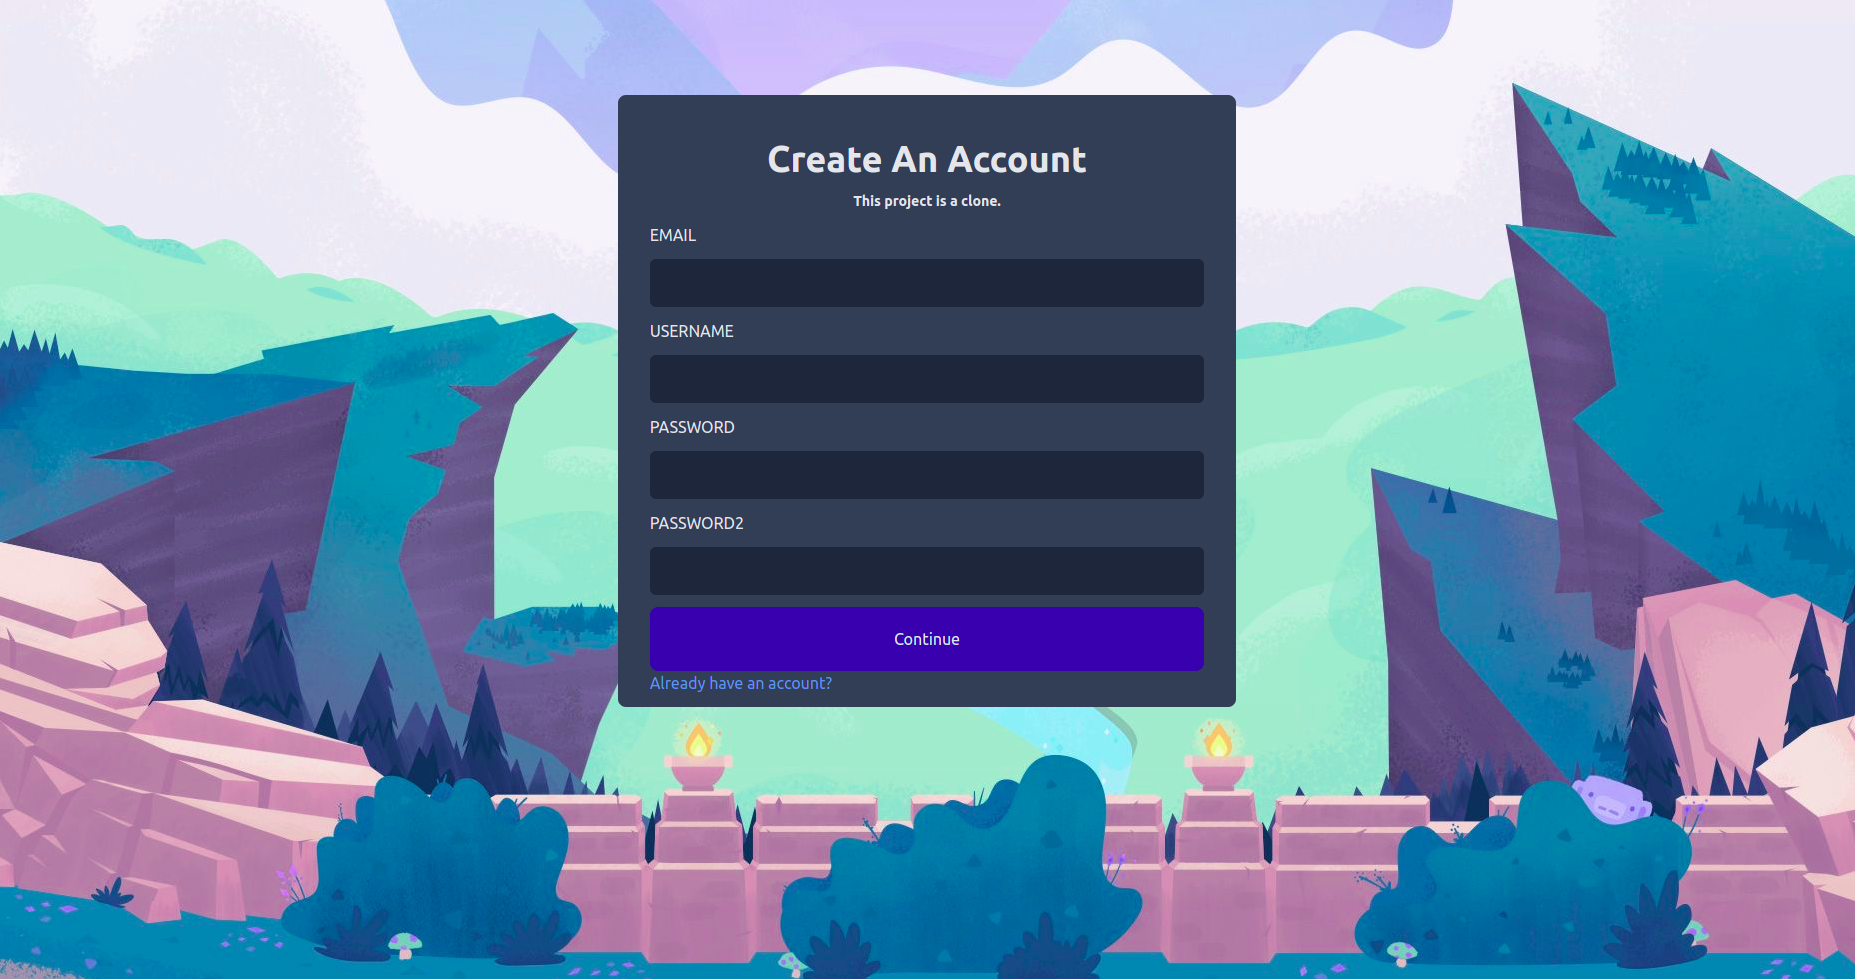 Create An Account
This project is a clone.
EMAIL
USERNAME
PASSWORD
PASSWORD2
Continue
Already have an account?